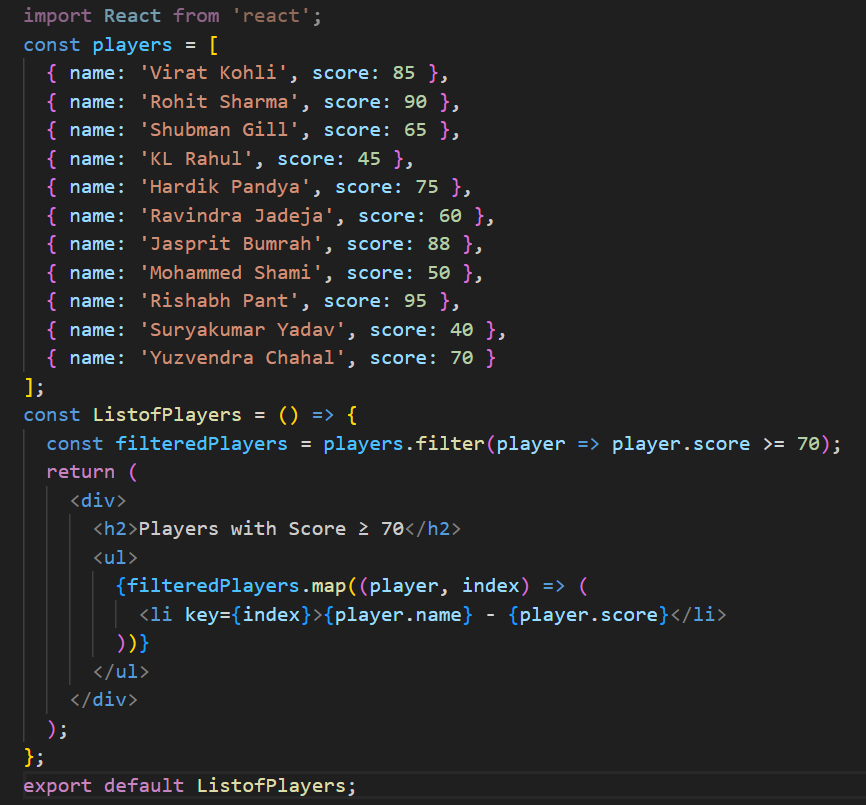 import React from 'react';
const players = [
  { name: 'Virat Kohli', score: 85 },
  { name: 'Rohit Sharma', score: 90 },
  { name: 'Shubman Gill', score: 65 },
  { name: 'KL Rahul', score: 45 },
  { name: 'Hardik Pandya', score: 75 },
  { name: 'Ravindra Jadeja', score: 60 },
  { name: 'Jasprit Bumrah', score: 88 },
  { name: 'Mohammed Shami', score: 50 },
  { name: 'Rishabh Pant', score: 95 },
  { name: 'Suryakumar Yadav', score: 40 },
  { name: 'Yuzvendra Chahal', score: 70 }
];
const ListofPlayers = () => {
  const filteredPlayers = players.filter(player => player.score >= 70);
  return (
    <div>
      <h2>Players with Score ≥ 70</h2>
      <ul>
        {filteredPlayers.map((player, index) => (
          <li key={index}>{player.name} - {player.score}</li>
        ))}
      </ul>
    </div>
  );
};
export default ListofPlayers;